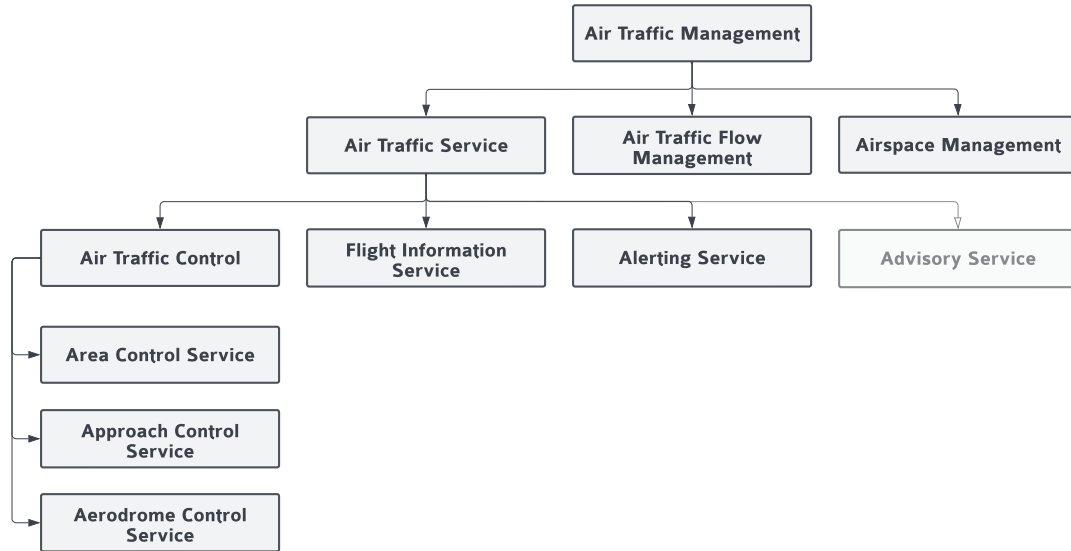 Air Traffic Management
Air Traffic Service
Air Traffic Flow
Management
Airspace Management
Air Traffic Control
Flight Information
Service
Alerting Service
Advisory Service
Area Control Service
Approach Control
Service
Aerodrome Control
Service